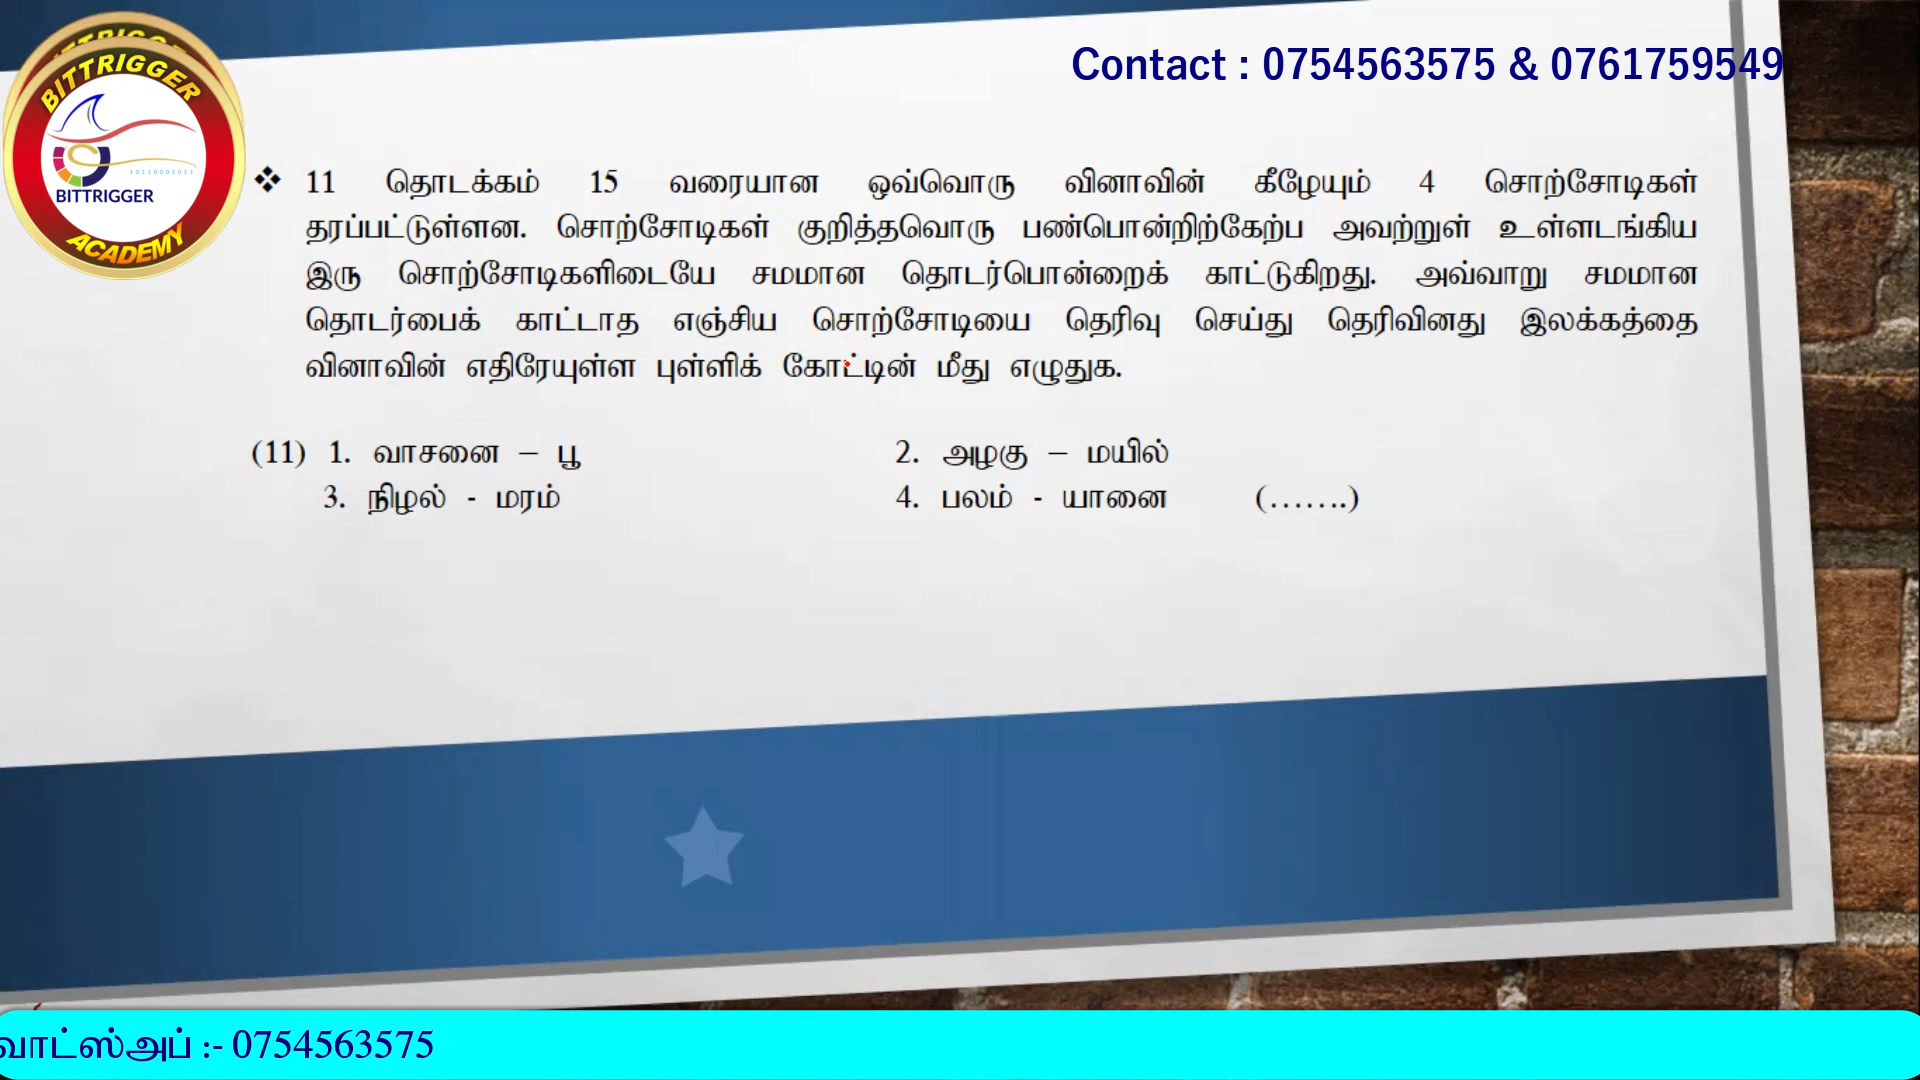 BITTRIGGER
BITTRIGGER
10110001011
BITTRIGGER
ACADEMY
Contact : 0754563575 & 0761759549
❖ 11 தொடக்கம் 15 வரையான ஒவ்வொரு வினாவின் கீழேயும் 4 சொற்சோடிகள்
தரப்பட்டுள்ளன. சொற்சோடிகள் குறித்தவொரு பண்பொன்றிற்கேற்ப அவற்றுள் உள்ளடங்கிய
இரு சொற்சோடிகளிடையே சமமான தொடர்பொன்றைக் காட்டுகிறது. அவ்வாறு சமமான
தொடர்பைக் காட்டாத எஞ்சிய சொற்சோடியை தெரிவு செய்து தெரிவினது இலக்கத்தை
வினாவின் எதிரேயுள்ள புள்ளிக் கோட்டின் மீது எழுதுக.
(11) 1. வாசனை – பூ 2. அழகு – மயில்
3. நிழல் - மரம் 4. பலம் - யானை (…….)
வாட்ஸ்அப் :- 0754563575